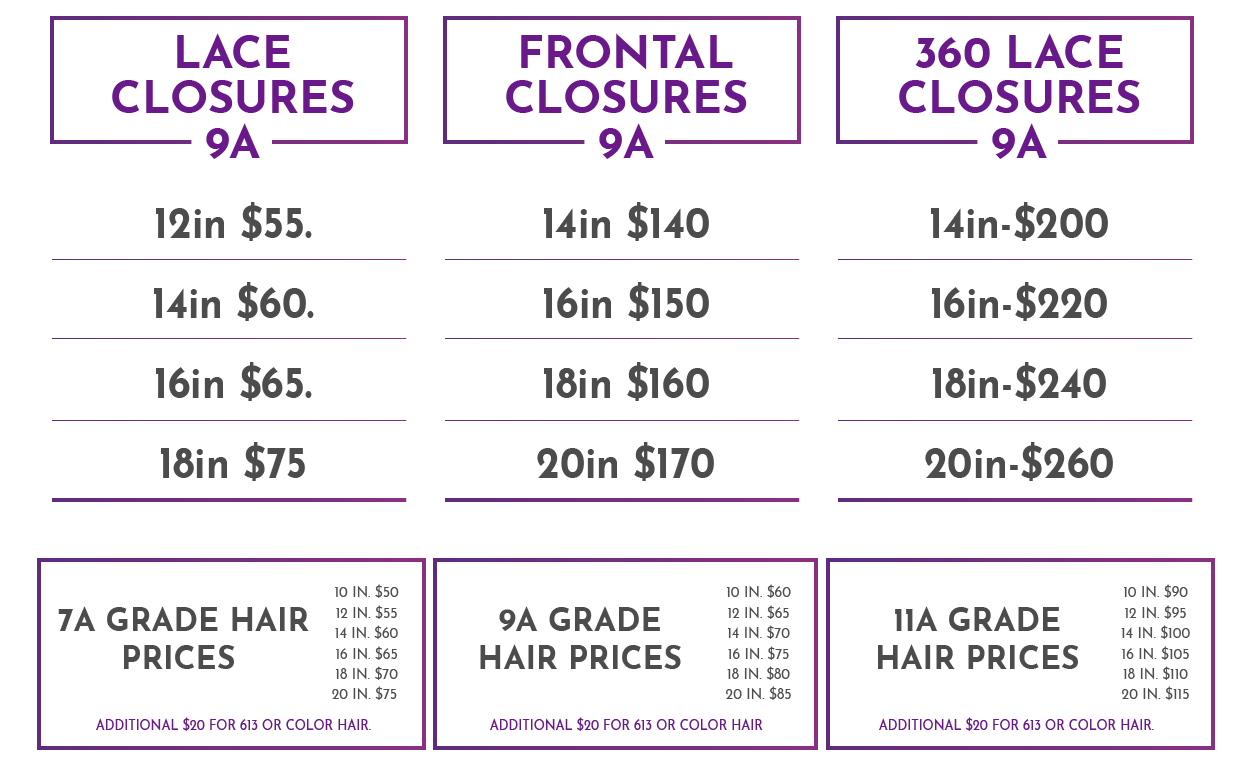 LACE
CLOSURES
9A
12in $55.
14in $60.
16in $65.
18in $75
FRONTAL
CLOSURES
9A
14in $140
16in $150
18in $160
20in $170
360 LACE
CLOSURES
9A
14in-$200
16in-$220
18in-$240
20in-$260
7A GRADE HAIR
PRICES
10 IN. $50
12 IN. $55
14 IN. $60
16 IN. $65
18 IN. $70
20 IN. $75
ADDITIONAL $20 FOR 613 OR COLOR HAIR.
9A GRADE
HAIR PRICES
10 IN. $60
12 IN. $65
14 IN. $70
16 IN. $75
18 IN. $80
20 IN. $85
ADDITIONAL $20 FOR 613 OR COLOR HAIR
11A GRADE
HAIR PRICES
10 IN. $90
12 IN. $95
14 IN. $100
16 IN. $105
18 IN. $110
20 IN. $115
ADDITIONAL $20 FOR 613 OR COLOR HAIR.